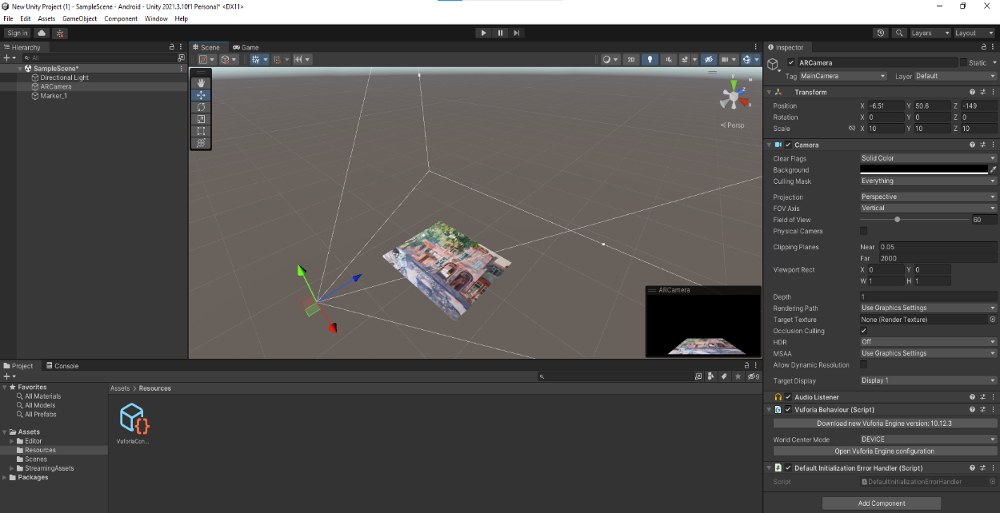 New Unity Project (1) - SampleScene - Android - Unity 2021.3.10f1 Personal* <DX11>
File Edit Assets GameObject Component Window Help
Sign in
Layers Layout
Hierarchy
All
SampleScene*
Directional Light
ARCamera
Marker_1
Scene Game
2D
y
z
x
Persp
ARCamera
Inspector
ARCamera Static
Tag MainCamera Layer Default
Transform
Position X -6.51 Y 50.6 Z -149
Rotation X 0 Y 0 Z 0
Scale X 10 Y 10 Z 10
Camera
Clear Flags Solid Color
Background
Culling Mask Everything
Projection Perspective
FOV Axis Vertical
Field of View 60
Physical Camera
Clipping Planes Near 0.05
Far 2000
Viewport Rect X 0 Y 0
W 1 H 1
Depth 1
Rendering Path Use Graphics Settings
Target Texture None (Render Texture)
Occlusion Culling
HDR Off
MSAA Use Graphics Settings
Allow Dynamic Resolution
Target Display Display 1
Audio Listener
Vuforia Behaviour (Script)
Download new Vuforia Engine version: 10.12.3
World Center Mode DEVICE
Open Vuforia Engine configuration
Default Initialization Error Handler (Script)
Script DefaultInitializationErrorHandler
Add Component
Project Console
9
Favorites
All Materials
All Models
All Prefabs
Assets
Editor
Resources
Scenes
StreamingAssets
Packages
Assets > Resources
VuforiaCon...